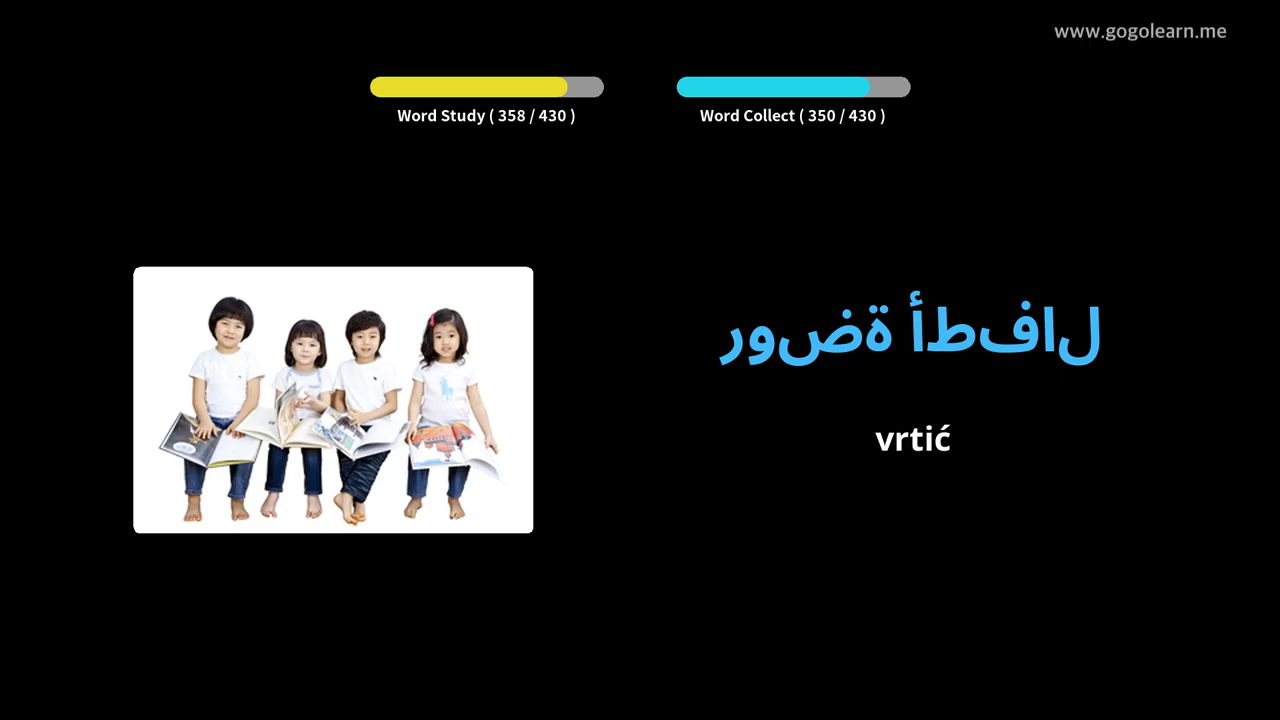 www.gogolearn.me
Word Study ( 358 / 430 )
Word Collect ( 350 / 430 )
لافطأ ةضور
vrtić